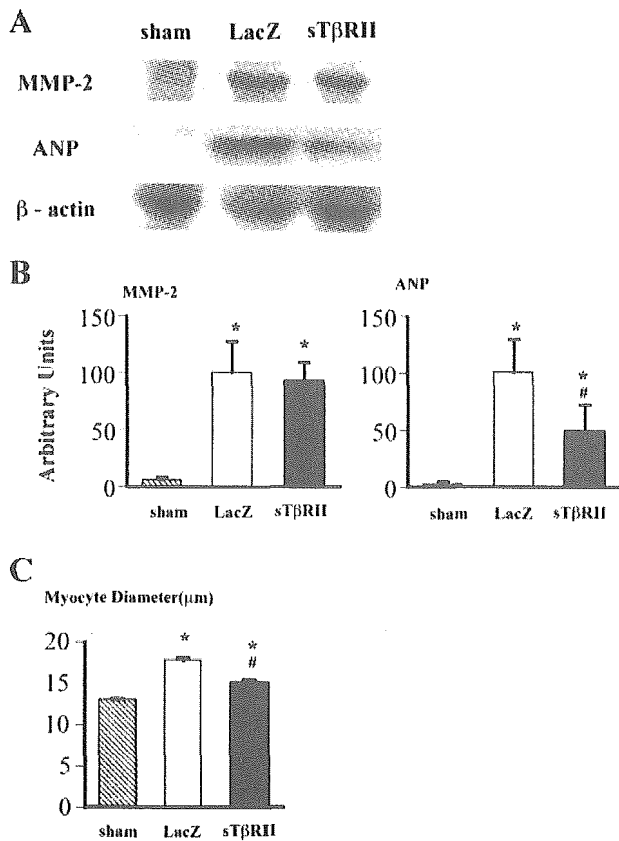 A
sham LacZ sTβRII
MMP-2
ANP
β - actin
B
MMP-2
Arbitrary Units
150
100
50
0
*
*
sham LacZ sTβRII
ANP
150
100
50
0
*
*
#
sham LacZ sTβRII
C
Myocyte Diameter(μm)
20
15
10
5
0
*
*
#
sham LacZ sTβRII